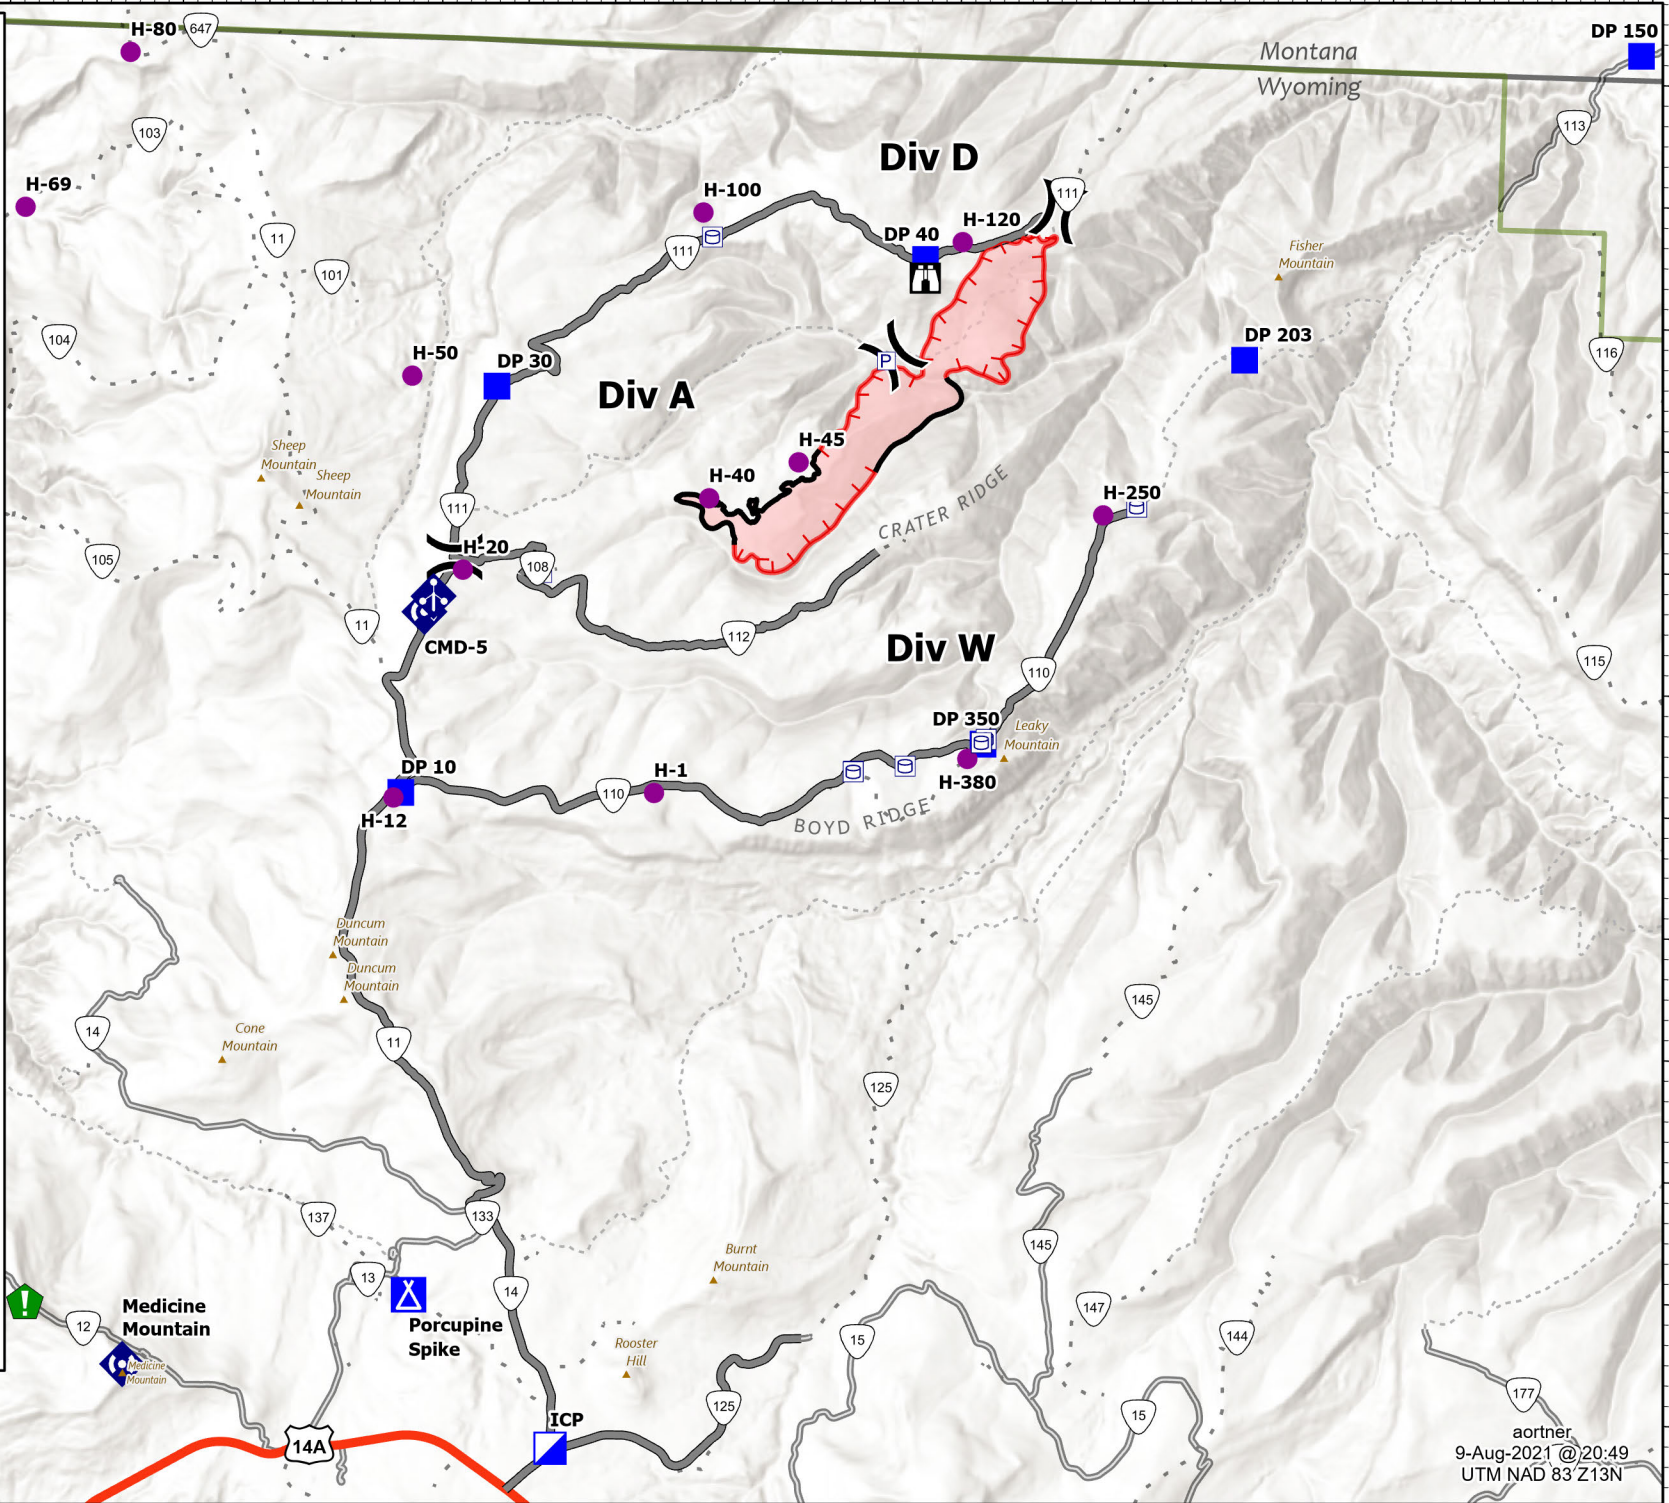 H-80
647
Montana
Wyoming
DP 150
103
113
H-69
Div D
H-100
111
H-120
DP 40
11
111
101
Fisher
Mountain
104
H-50
DP 30
P
DP 203
116
Div A
Sheep
Mountain
Sheep
Mountain
H-45
H-40
CRATER RIDGE
H-250
111
H-20
105
108
11
CMD-5
112
Div W
115
110
DP 350
Leaky
Mountain
DP 10
H-1
110
H-380
H-12
BOYD RIDGE
Duncum
Mountain
Duncum
Mountain
14
Cone
Mountain
11
145
125
137
133
145
Burnt
Mountain
13
14
147
Medicine
Mountain
12
Porcupine
Spike
Rooster
Hill
15
144
Medicine
Mountain
125
177
ICP
15
14A
aortner
9-Aug-2021 @ 20:49
UTM NAD 83 Z13N